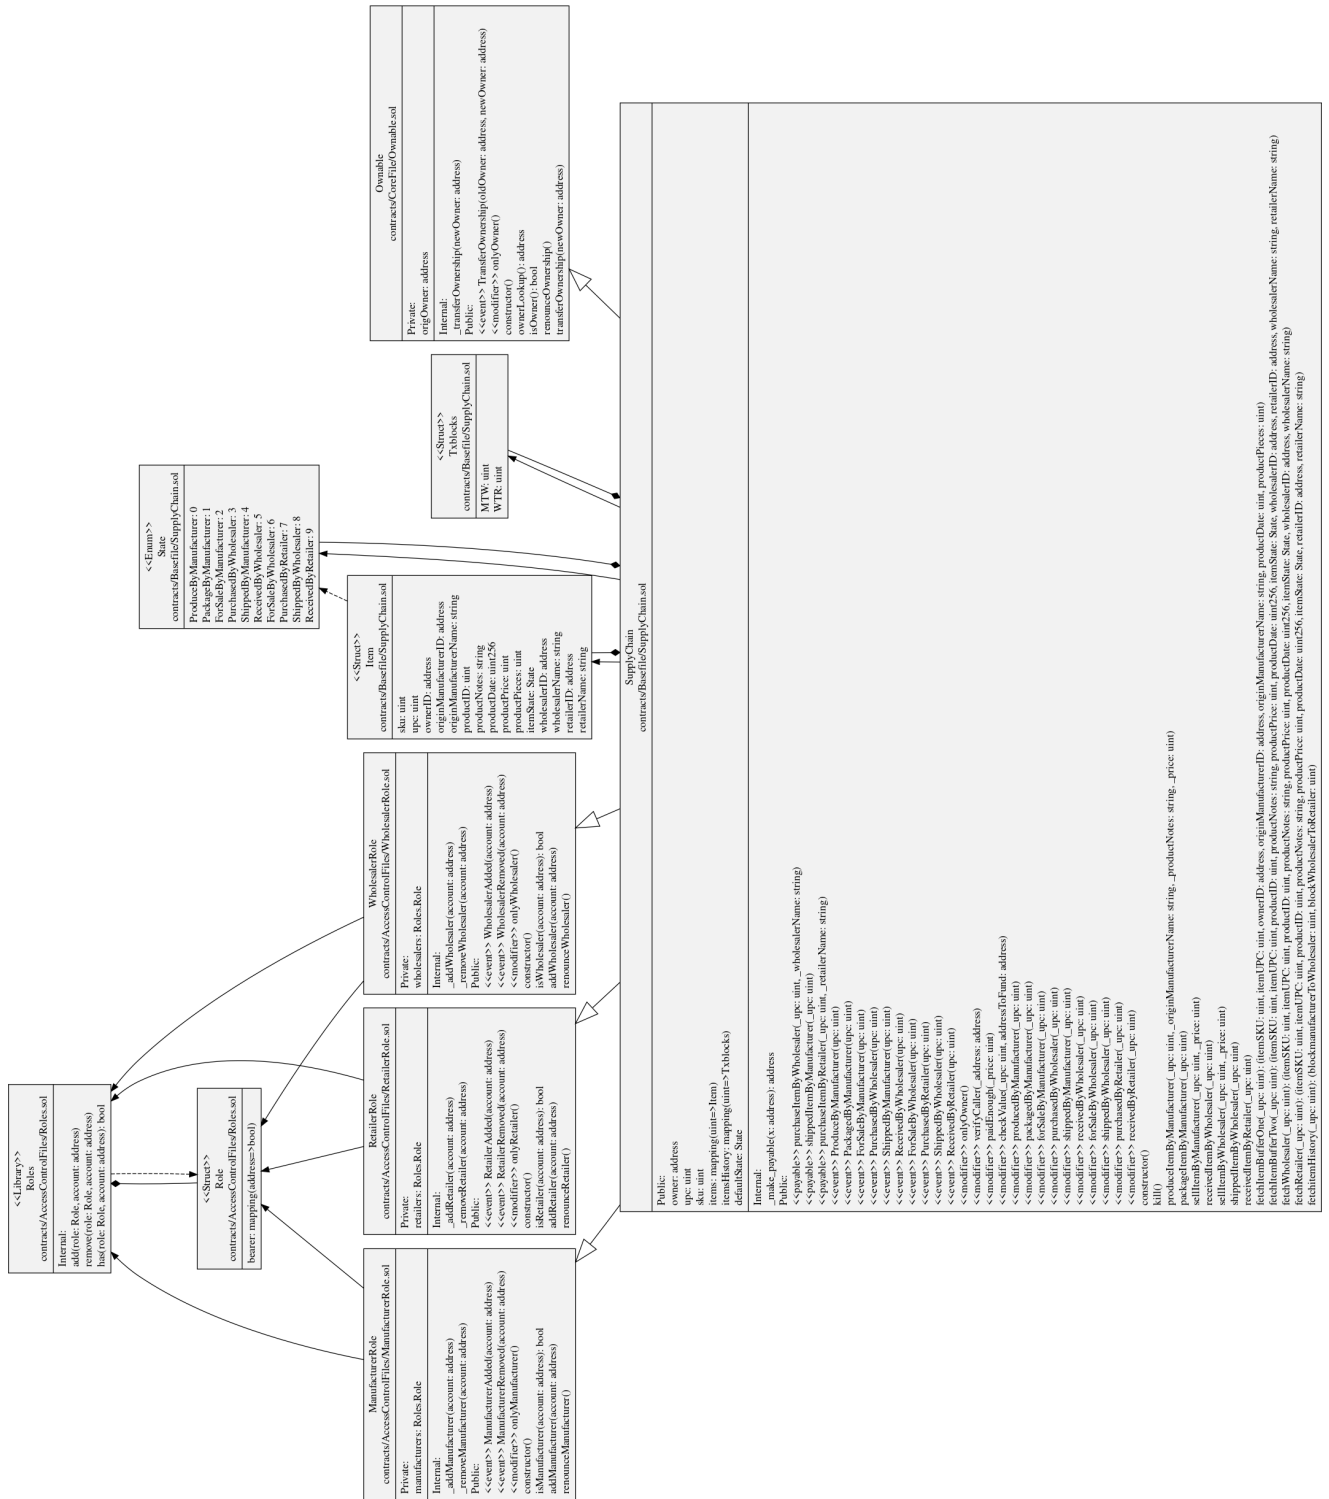 <<Library>>
Roles
contracts/AccessControlFiles/Roles.sol
Internal:
add(role: Role, account: address)
remove(role: Role, account: address)
has(role: Role, account: address): bool
<<Struct>>
Role
contracts/AccessControlFiles/Roles.sol
bearer: mapping(address=>bool)
ManufacturerRole
contracts/AccessControlFiles/ManufacturerRole.sol
Private:
manufacturers: Roles.Role
Internal:
_addManufacturer(account: address)
_removeManufacturer(account: address)
Public:
<<event>> ManufacturerAdded(account: address)
<<event>> ManufacturerRemoved(account: address)
<<modifier>> onlyManufacturer()
constructor()
isManufacturer(account: address): bool
addManufacturer(account: address)
renounceManufacturer()
RetailerRole
contracts/AccessControlFiles/RetailerRole.sol
Private:
retailers: Roles.Role
Internal:
_addRetailer(account: address)
_removeRetailer(account: address)
Public:
<<event>> RetailerAdded(account: address)
<<event>> RetailerRemoved(account: address)
<<modifier>> onlyRetailer()
constructor()
isRetailer(account: address): bool
addRetailer(account: address)
renounceRetailer()
WholesalerRole
contracts/AccessControlFiles/WholesalerRole.sol
Private:
wholesalers: Roles.Role
Internal:
_addWholesaler(account: address)
_removeWholesaler(account: address)
Public:
<<event>> WholesalerAdded(account: address)
<<event>> WholesalerRemoved(account: address)
<<modifier>> onlyWholesaler()
constructor()
isWholesaler(account: address): bool
addWholesaler(account: address)
renounceWholesaler()
<<Enum>>
State
contracts/Basefile/SupplyChain.sol
ProduceByManufacturer: 0
PackageByManufacturer: 1
ForSaleByManufacturer: 2
PurchasedByWholesaler: 3
ShippedByManufacturer: 4
ReceivedByWholesaler: 5
ForSaleByWholesaler: 6
PurchasedByRetailer: 7
ShippedByWholesaler: 8
ReceivedByRetailer: 9
<<Struct>>
Item
contracts/Basefile/SupplyChain.sol
sku: uint
upc: uint
ownerID: address
originManufacturerID: address
originManufacturerName: string
productID: uint
productNotes: string
productDate: uint256
productPrice: uint
productPieces: uint
itemState: State
wholesalerID: address
wholesalerName: string
retailerID: address
retailerName: string
<<Struct>>
Txblocks
contracts/Basefile/SupplyChain.sol
MTW: uint
WTR: uint
Ownable
contracts/CoreFile/Ownable.sol
Private:
origOwner: address
Internal:
_transferOwnership(newOwner: address)
Public:
<<event>> TransferOwnership(oldOwner: address, newOwner: address)
<<modifier>> onlyOwner()
constructor()
ownerLookup(): address
isOwner(): bool
renounceOwnership()
transferOwnership(newOwner: address)
SupplyChain
contracts/Basefile/SupplyChain.sol
Public:
owner: address
upc: uint
sku: uint
items: mapping(uint=>Item)
itemsHistory: mapping(uint=>Txblocks)
defaultState: State
Internal:
_make_payable(x: address): address
Public:
<<payable>> purchaseItemByWholesaler(_upc: uint, _wholesalerName: string)
<<payable>> shippedItemByManufacturer(_upc: uint)
<<payable>> purchaseItemByRetailer(_upc: uint, _retailerName: string)
<<event>> ProduceByManufacturer(upc: uint)
<<event>> PackagedByManufacturer(upc: uint)
<<event>> ForSaleByManufacturer(upc: uint)
<<event>> PurchasedByWholesaler(upc: uint)
<<event>> ShippedByManufacturer(upc: uint)
<<event>> ReceivedByWholesaler(upc: uint)
<<event>> ForSaleByWholesaler(upc: uint)
<<event>> PurchasedByRetailer(upc: uint)
<<event>> ShippedByWholesaler(upc: uint)
<<event>> ReceivedByRetailer(upc: uint)
<<modifier>> onlyOwner()
<<modifier>> verifyCaller(_address: address)
<<modifier>> paidEnough(_price: uint)
<<modifier>> checkValue(_upc: uint, addressToFund: address)
<<modifier>> producedByManufacturer(_upc: uint)
<<modifier>> packagedByManufacturer(_upc: uint)
<<modifier>> forSaleByManufacturer(_upc: uint)
<<modifier>> purchasedByWholesaler(_upc: uint)
<<modifier>> shippedByManufacturer(_upc: uint)
<<modifier>> receivedByWholesaler(_upc: uint)
<<modifier>> forSaleByWholesaler(_upc: uint)
<<modifier>> shippedByWholesaler(_upc: uint)
<<modifier>> purchasedByRetailer(_upc: uint)
<<modifier>> receivedByRetailer(_upc: uint)
constructor()
kill()
produceItemByManufacturer(_upc: uint, _originManufacturerName: string, _productNotes: string, _price: uint)
packageItemByManufacturer(_upc: uint)
sellItemByManufacturer(_upc: uint, _price: uint)
receivedItemByWholesaler(_upc: uint)
sellItemByWholesaler(_upc: uint, _price: uint)
shippedItemByWholesaler(_upc: uint)
receivedItemByRetailer(_upc: uint)
fetchItemBufferOne(_upc: uint): (itemSKU: uint, itemUPC: uint, ownerID: address, originManufacturerID: address, originManufacturerName: string, productDate: uint, productPieces: uint)
fetchItemBufferTwo(_upc: uint): (itemSKU: uint, itemUPC: uint, productID: uint, productNotes: string, productPrice: uint, productDate: uint256, itemState: State, wholesalerID: address, retailerID: address, wholesalerName: string, retailerName: string)
fetchWholesaler(_upc: uint): (itemSKU: uint, itemUPC: uint, productID: uint, productNotes: string, productPrice: uint, productDate: uint256, itemState: State, wholesalerID: address, wholesalerName: string)
fetchRetailer(_upc: uint): (itemSKU: uint, itemUPC: uint, productID: uint, productNotes: string, productPrice: uint, productDate: uint256, itemState: State, retailerID: address, retailerName: string)
fetchitemHistory(_upc: uint): (blockmanufacturerToWholesaler: uint, blockWholesalerToRetailer: uint)